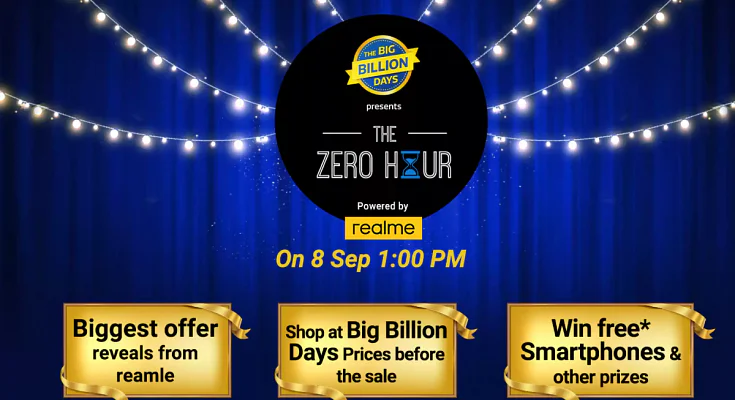 THE BIG
BILLION
DAYS
presents
THE
ZERO HOUR
Powered by
realme
On 8 Sep 1:00 PM
Biggest offer
reveals from
reamle
Shop at Big Billion
Days Prices before
the sale
Win free*
Smartphones &
other prizes